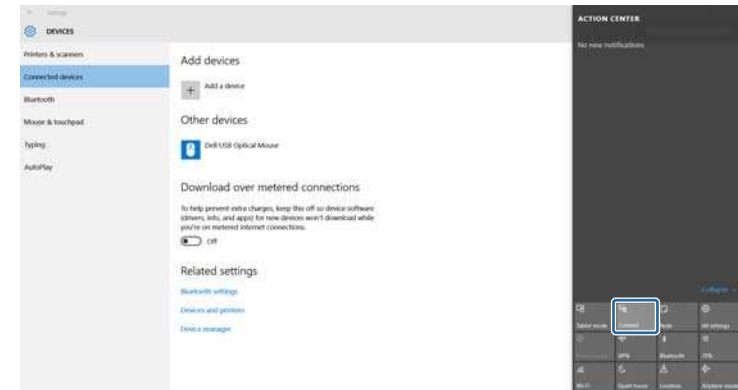 Settings
DEVICES
Printers & scanners
Connected devices
Bluetooth
Mouse & touchpad
Typing
AutoPlay
Add devices
Add a device
Other devices
Dell USB Optical Mouse
Download over metered connections
To help prevent extra charges, keep this off so device software
(drivers, info, and apps) for new devices won't download while
you're on metered internet connections.
Off
Related settings
Bluetooth settings
Devices and printers
Device manager
ACTION CENTER
No new notifications
Collapse
Tablet mode
Connect
Note
All settings
VPN
Bluetooth
Wi-Fi
Quiet hours
Location
Airplane mode